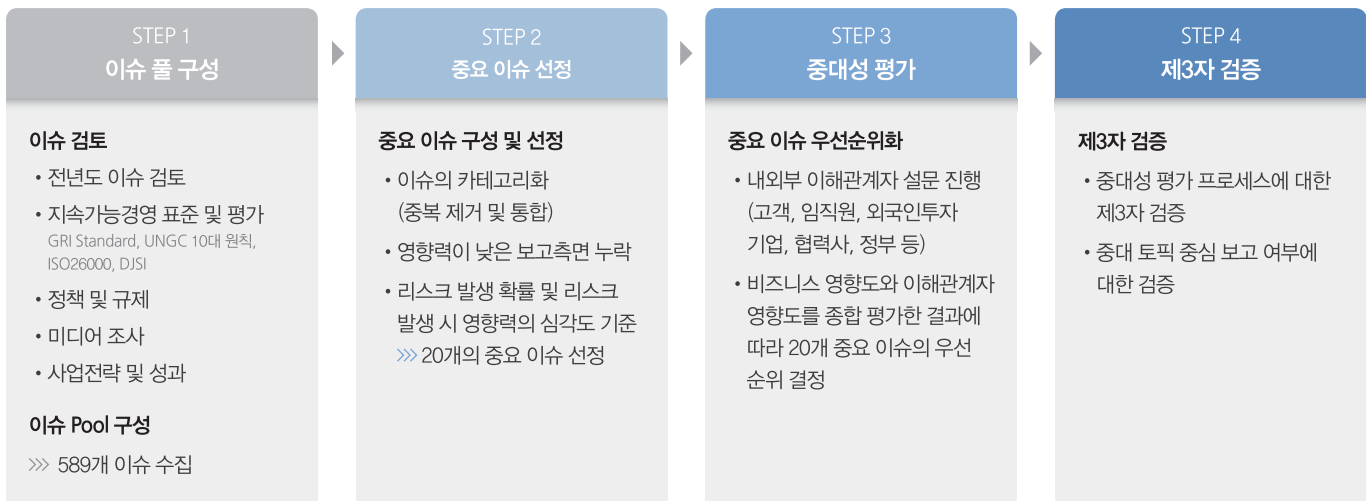 STEP 1
이슈 풀 구성
이슈 검토
• 전년도 이슈 검토
• 지속가능경영 표준 및 평가
GRI Standard, UNGC 10대 원칙,
ISO26000, DJSI
• 정책 및 규제
• 미디어 조사
• 사업전략 및 성과
이슈 Pool 구성
>>> 589개 이슈 수집
STEP 2
중요 이슈 선정
중요 이슈 구성 및 선정
• 이슈의 카테고리화
(중복 제거 및 통합)
• 영향력이 낮은 보고측면 누락
• 리스크 발생 확률 및 리스크
발생 시 영향력의 심각도 기준
>>> 20개의 중요 이슈 선정
STEP 3
중대성 평가
중요 이슈 우선순위화
• 내외부 이해관계자 설문 진행
(고객, 임직원, 외국인투자
기업, 협력사, 정부 등)
• 비즈니스 영향도와 이해관계자
영향도를 종합 평가한 결과에
따라 20개 중요 이슈의 우선
순위 결정
STEP 4
제3자 검증
제3자 검증
• 중대성 평가 프로세스에 대한
제3자 검증
• 중대 토픽 중심 보고 여부에
대한 검증